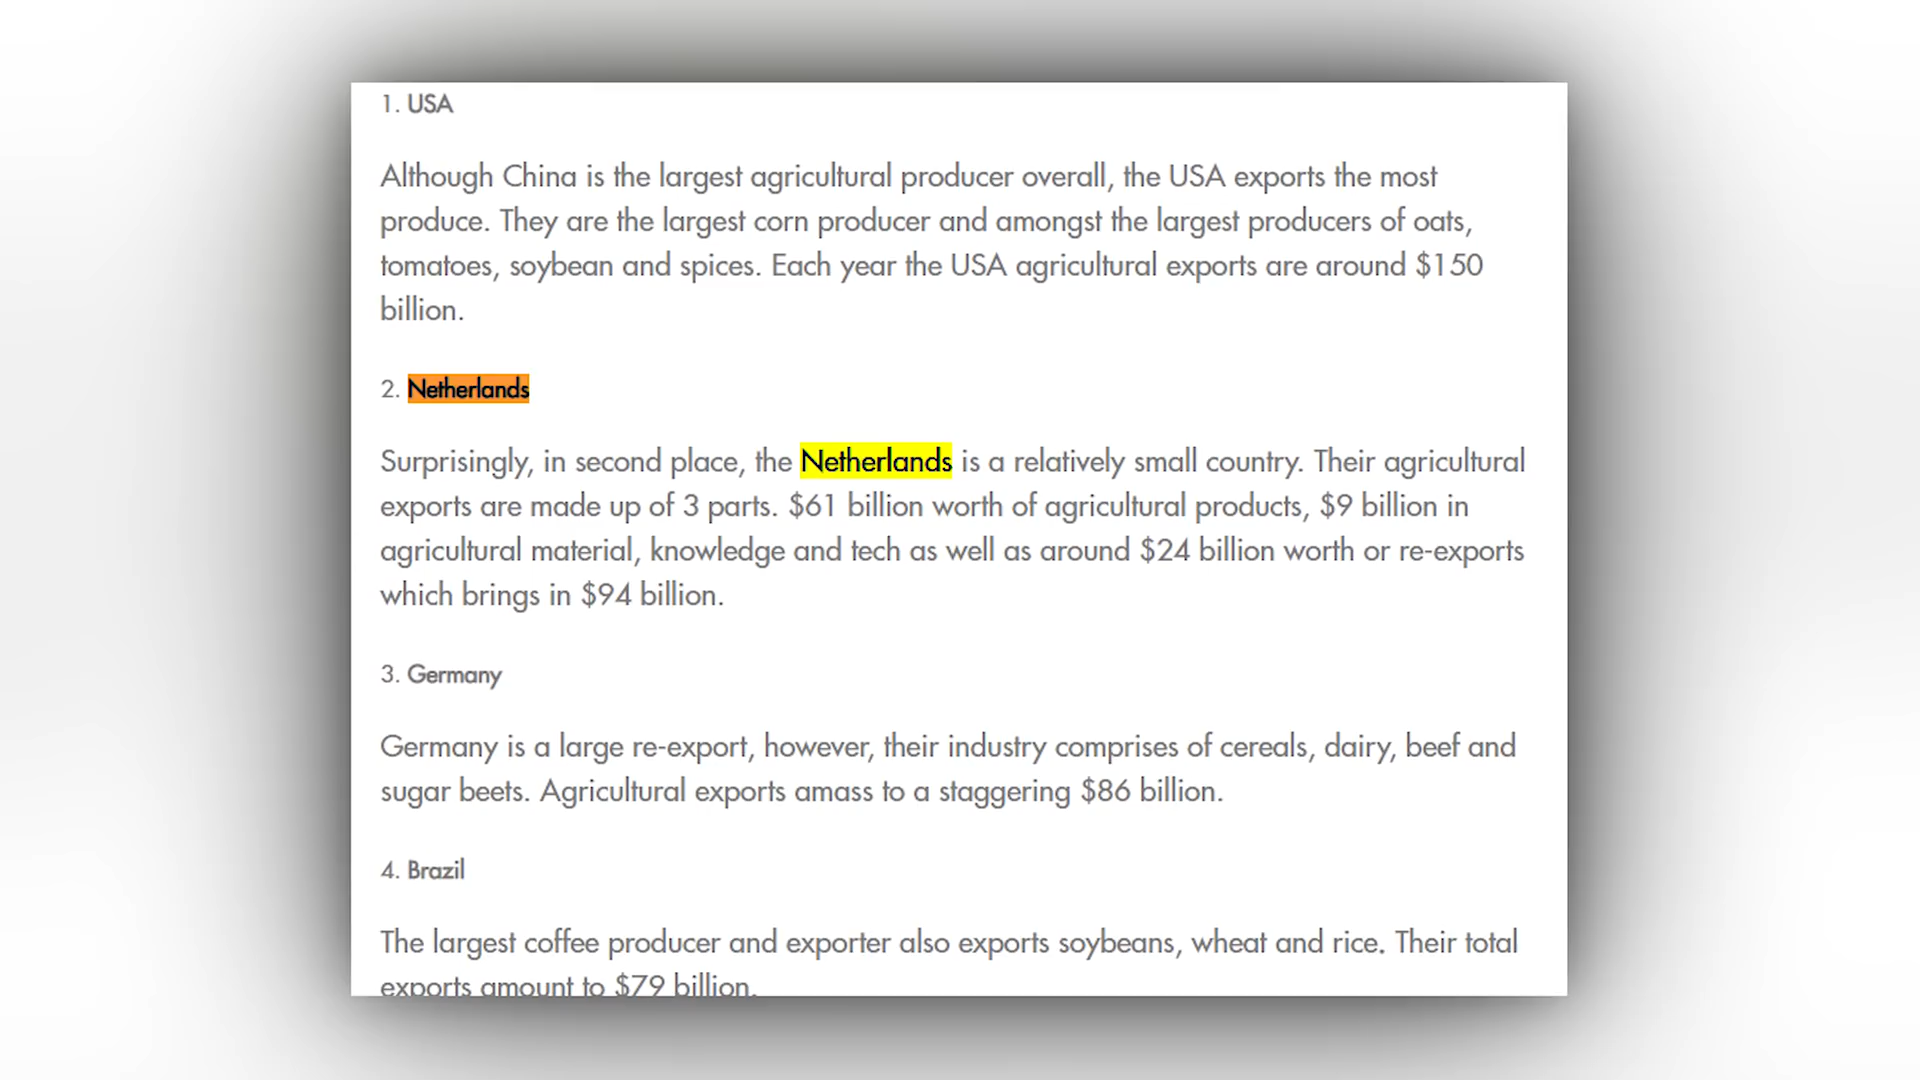 1. USA
Although China is the largest agricultural producer overall, the USA exports the most
produce. They are the largest corn producer and amongst the largest producers of oats,
tomatoes, soybean and spices. Each year the USA agricultural exports are around $150
billion.
2. Netherlands
Surprisingly, in second place, the Netherlands is a relatively small country. Their agricultural
exports are made up of 3 parts. $61 billion worth of agricultural products, $9 billion in
agricultural material, knowledge and tech as well as around $24 billion worth or re-exports
which brings in $94 billion.
3. Germany
Germany is a large re-export, however, their industry comprises of cereals, dairy, beef and
sugar beets. Agricultural exports amass to a staggering $86 billion.
4. Brazil
The largest coffee producer and exporter also exports soybeans, wheat and rice. Their total
exports amount to $79 billion.